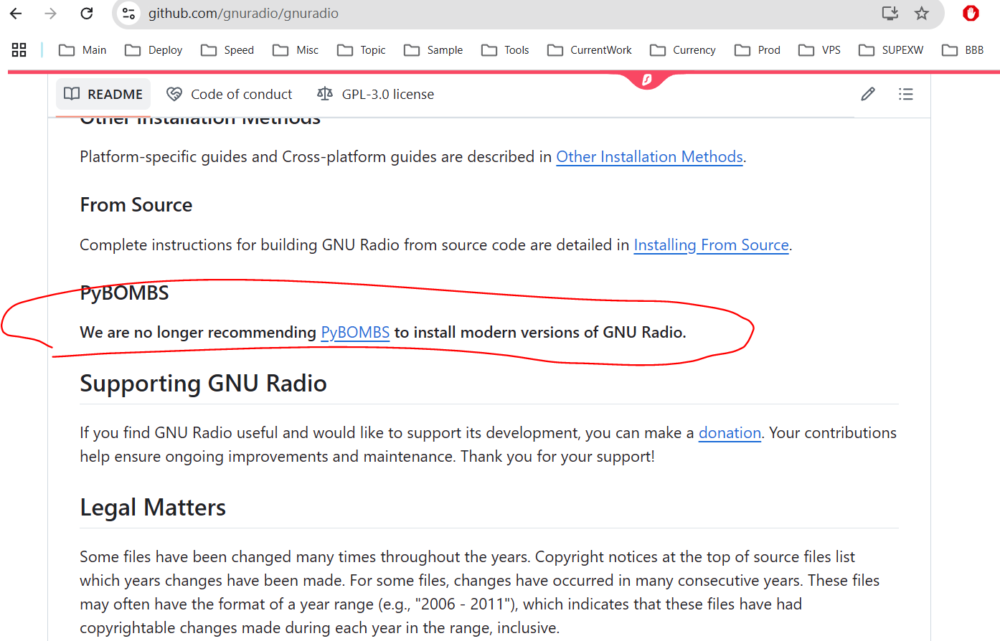 github.com/gnuradio/gnuradio
Main Deploy Speed Misc Topic Sample Tools CurrentWork Currency Prod VPS SUPEXW BBB
README Code of conduct GPL-3.0 license
Other Installation Methods
Platform-specific guides and Cross-platform guides are described in Other Installation Methods.
From Source
Complete instructions for building GNU Radio from source code are detailed in Installing From Source.
PyBOMBS
We are no longer recommending PyBOMBS to install modern versions of GNU Radio.
Supporting GNU Radio
If you find GNU Radio useful and would like to support its development, you can make a donation. Your contributions
help ensure ongoing improvements and maintenance. Thank you for your support!
Legal Matters
Some files have been changed many times throughout the years. Copyright notices at the top of source files list
which years changes have been made. For some files, changes have occurred in many consecutive years. These files
may often have the format of a year range (e.g., "2006 - 2011"), which indicates that these files have had
copyrightable changes made during each year in the range, inclusive.